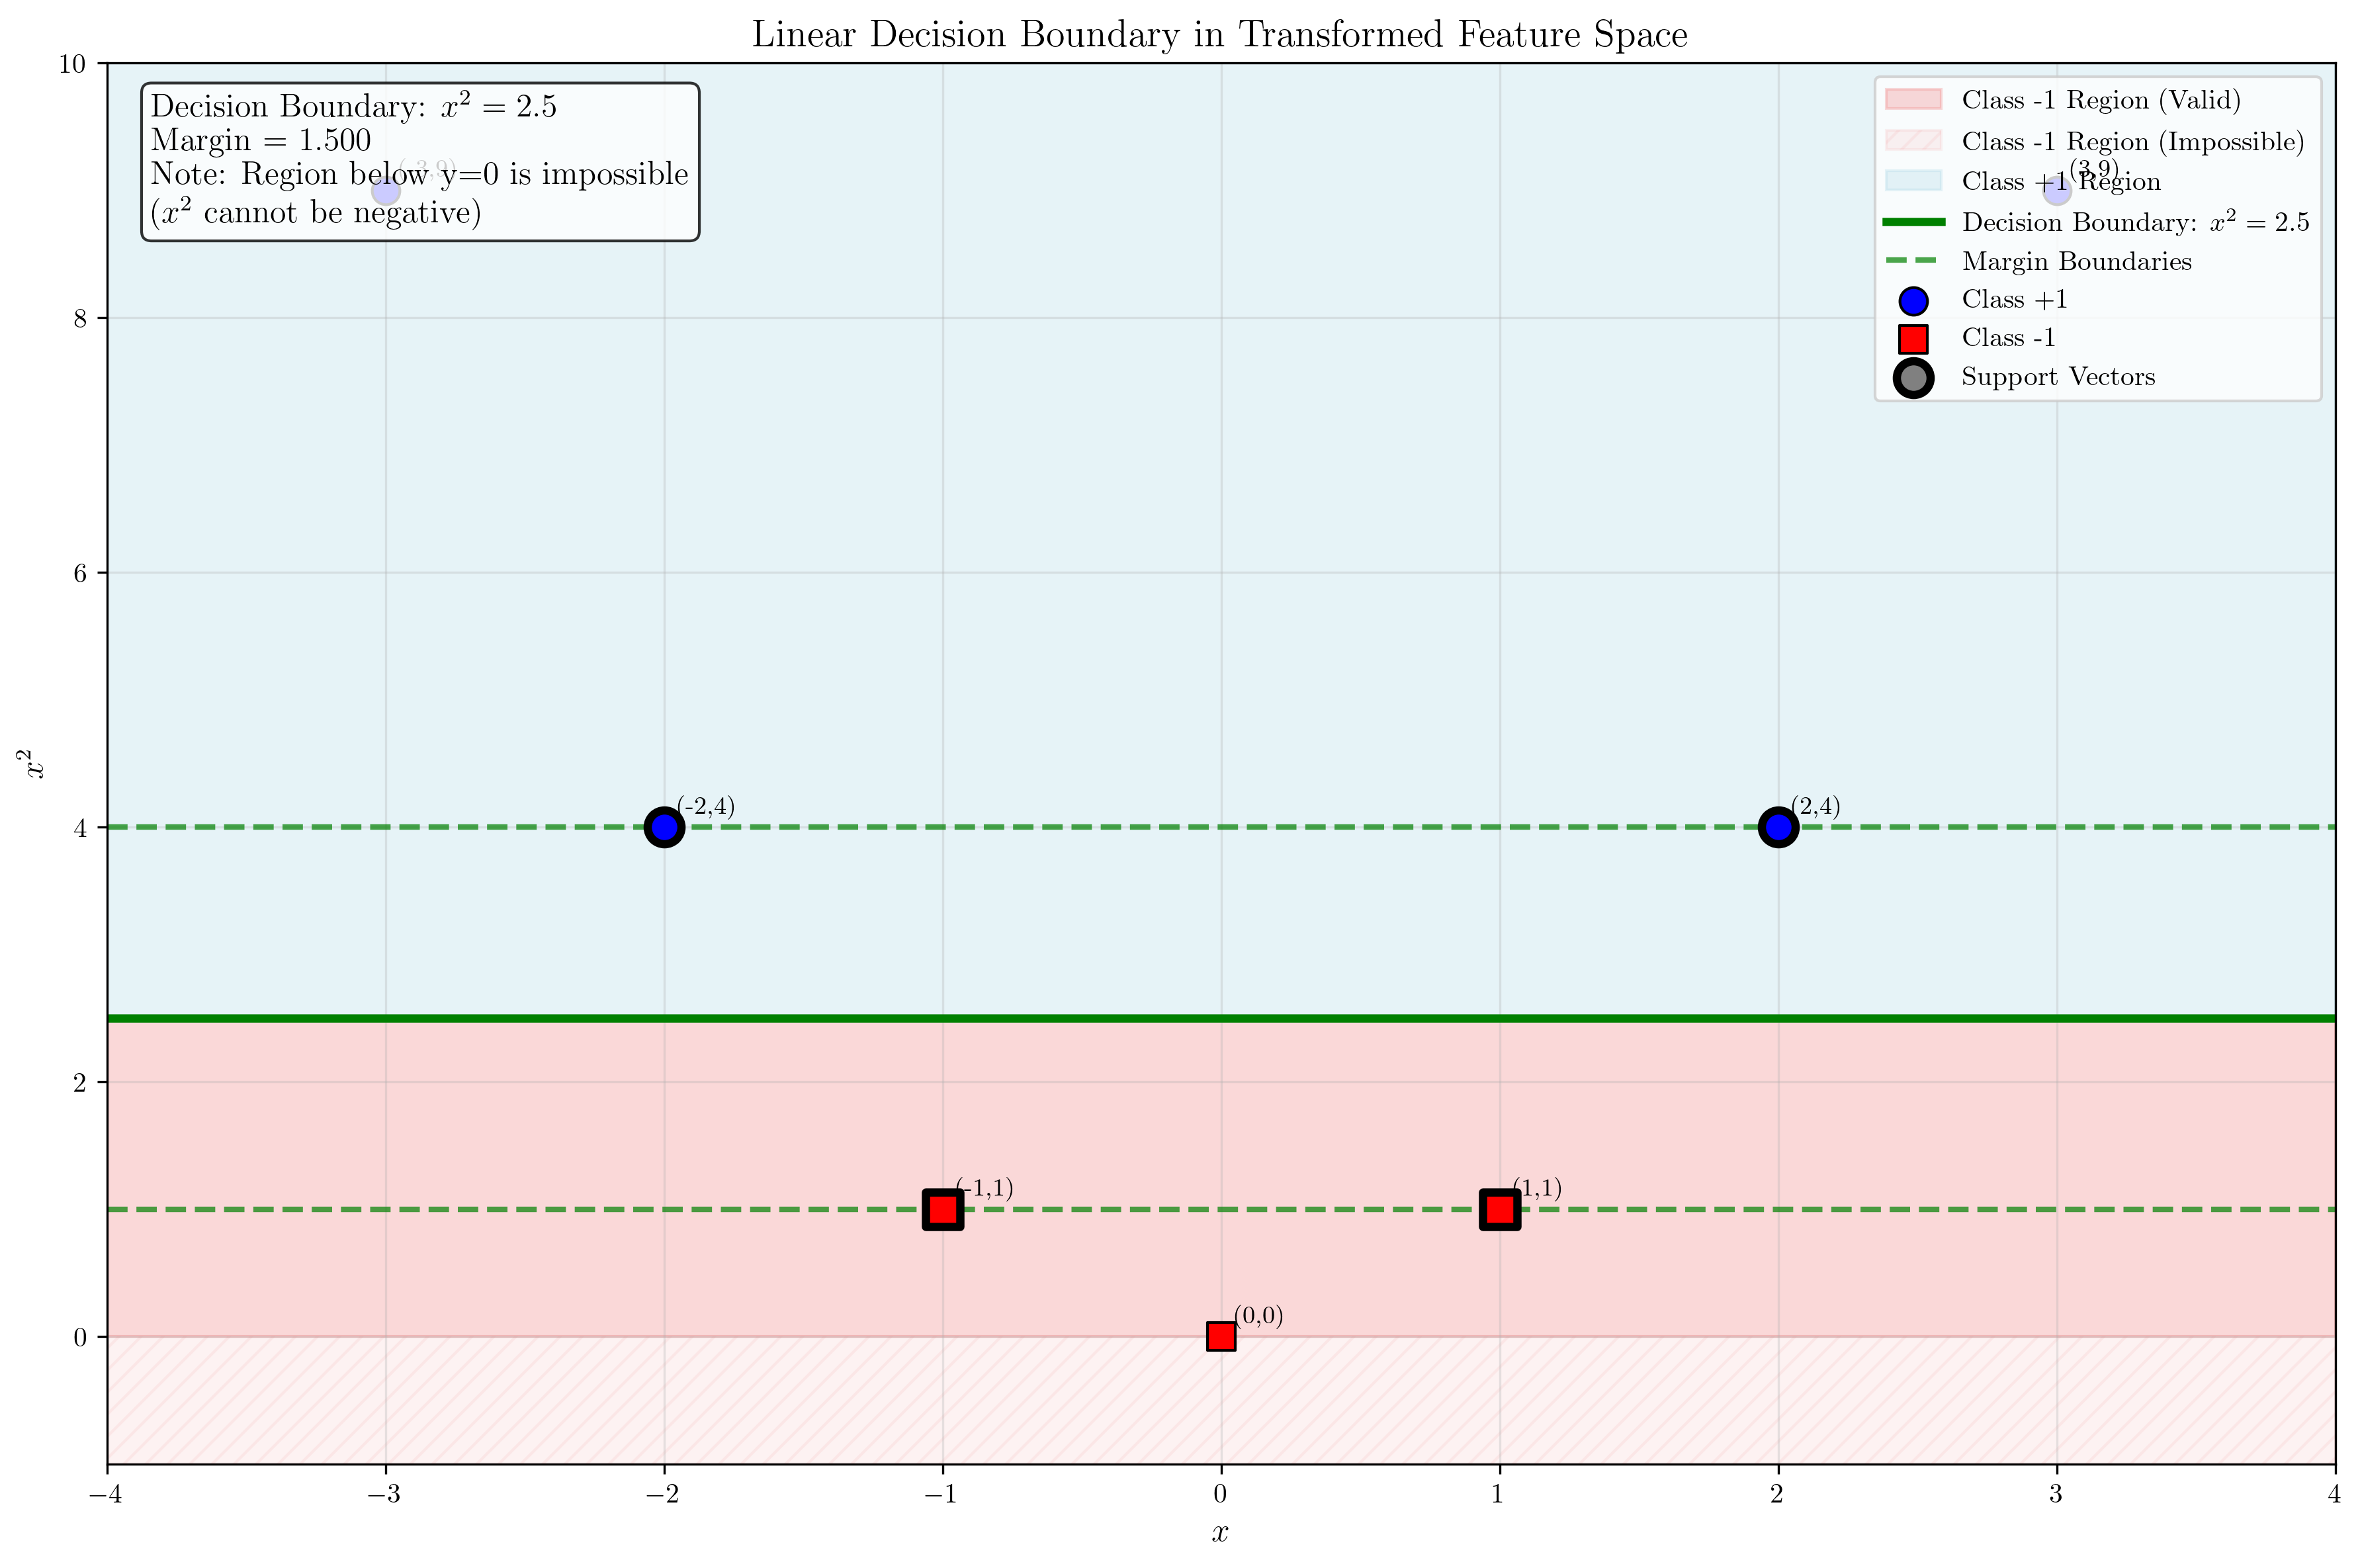 Linear Decision Boundary in Transformed Feature Space
10
8
6
4
2
0
x²
Decision Boundary: x² = 2.5
Margin = 1.500
Note: Region below y=0 is impossible
(x² cannot be negative)
(-3,9)
Class -1 Region (Valid)
Class -1 Region (Impossible)
Class +1 Region
Decision Boundary: x² = 2.5
Margin Boundaries
Class +1
Class -1
Support Vectors
(3,9)
(-2,4)
(2,4)
(-1,1)
(1,1)
(0,0)
−4 −3 −2 −1 0 1 2 3 4
x